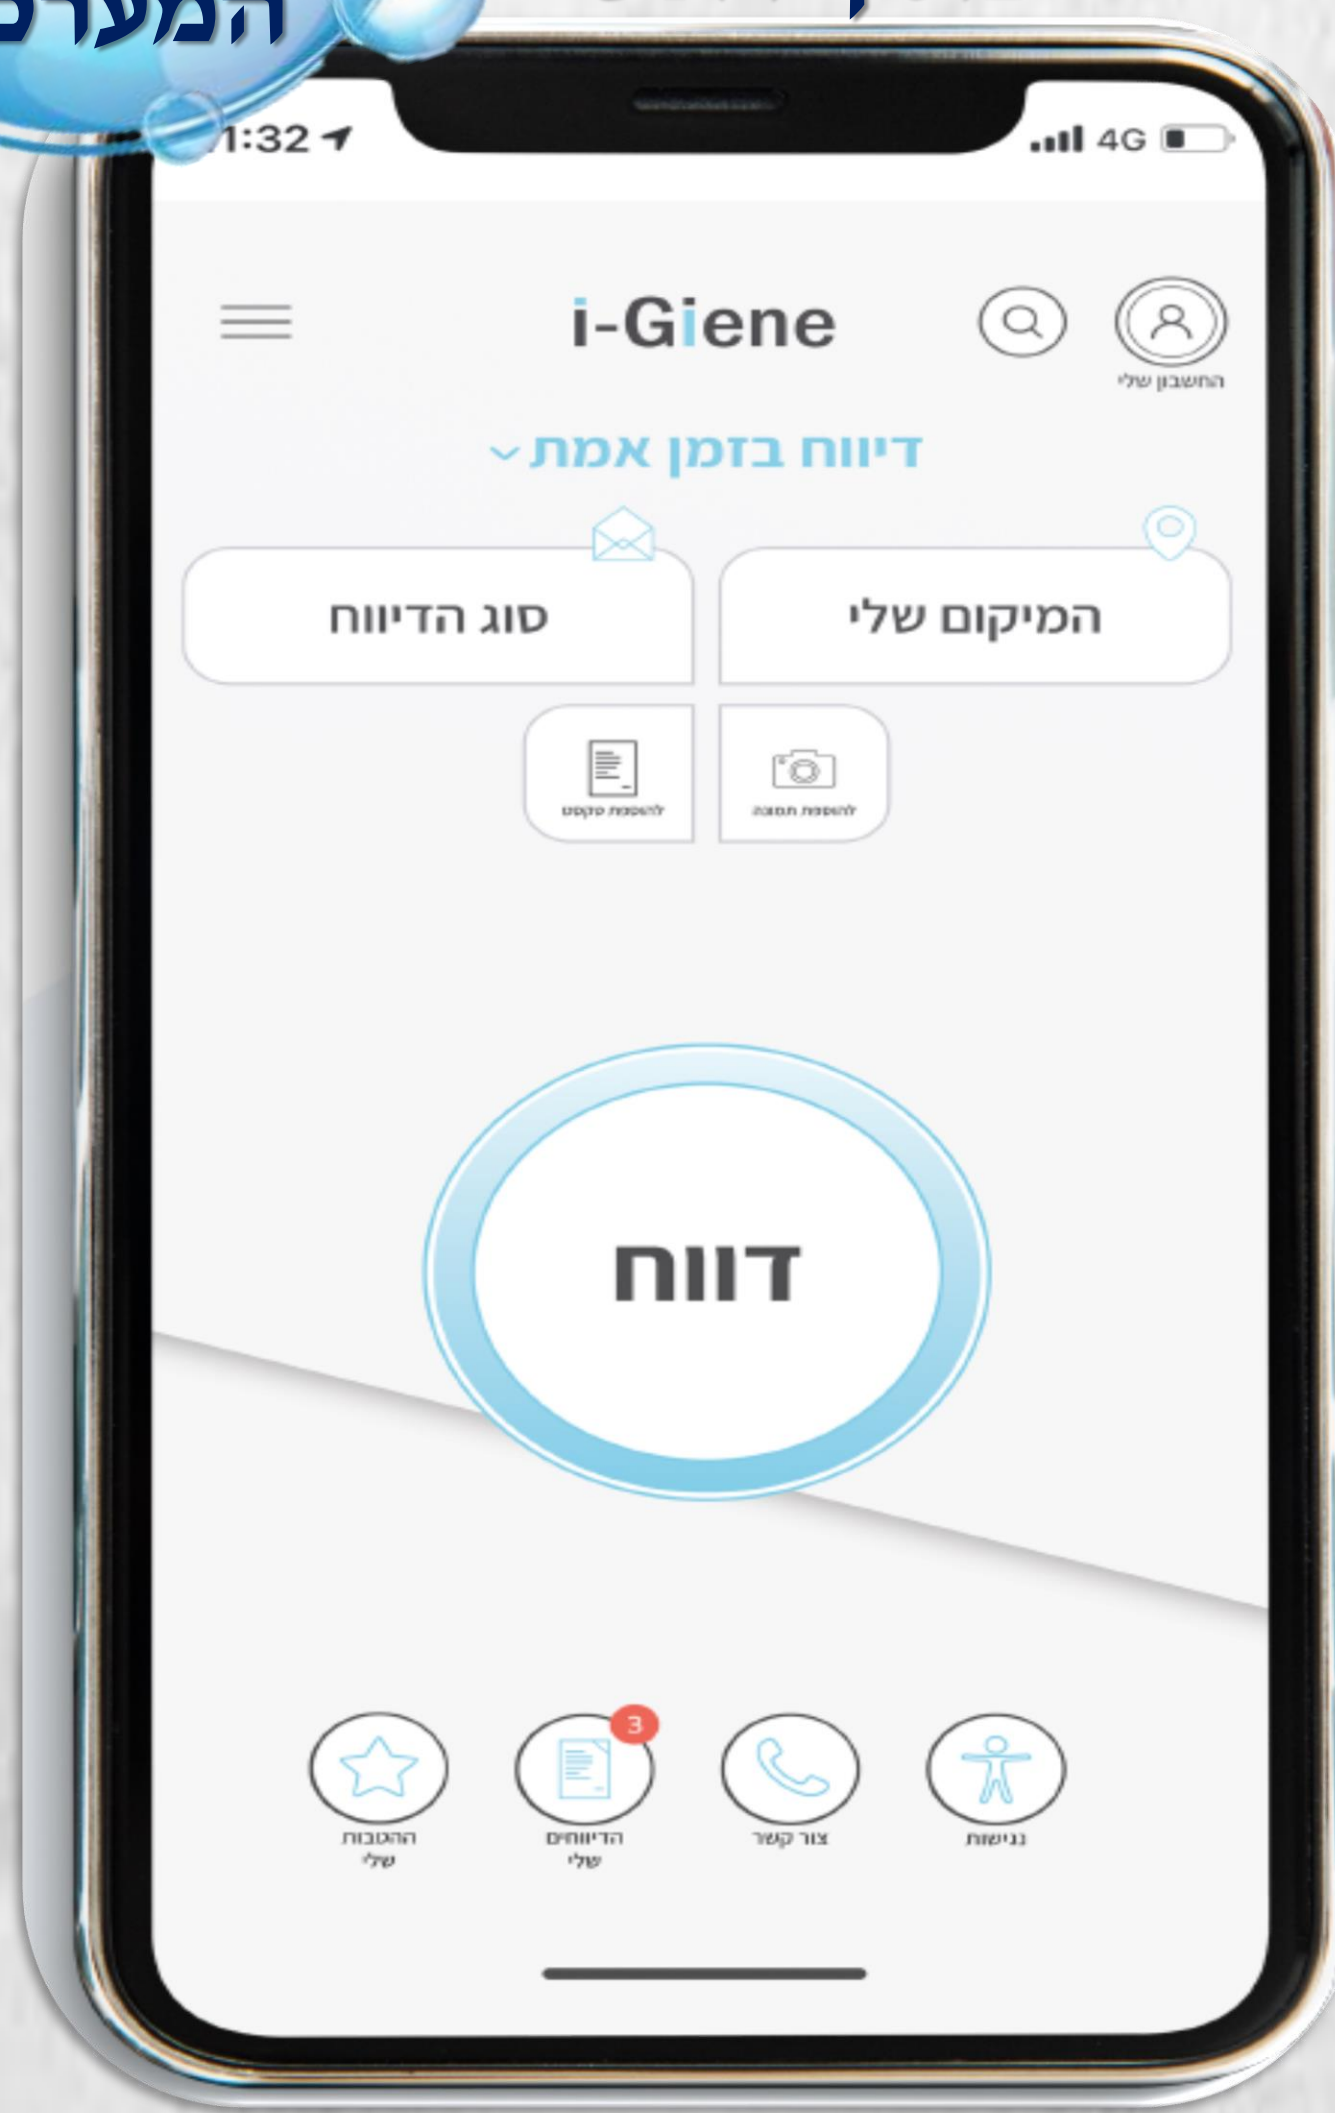 1:32
4G
i-Giene
החשבון שלי
דיווח בזמן אמת
המיקום שלי
סוג הדיווח
להוספת תמונה
להוספת טקסט
דווח
3
נגישות
צור קשר
הדיווחים
שלי
ההטבות
שלי